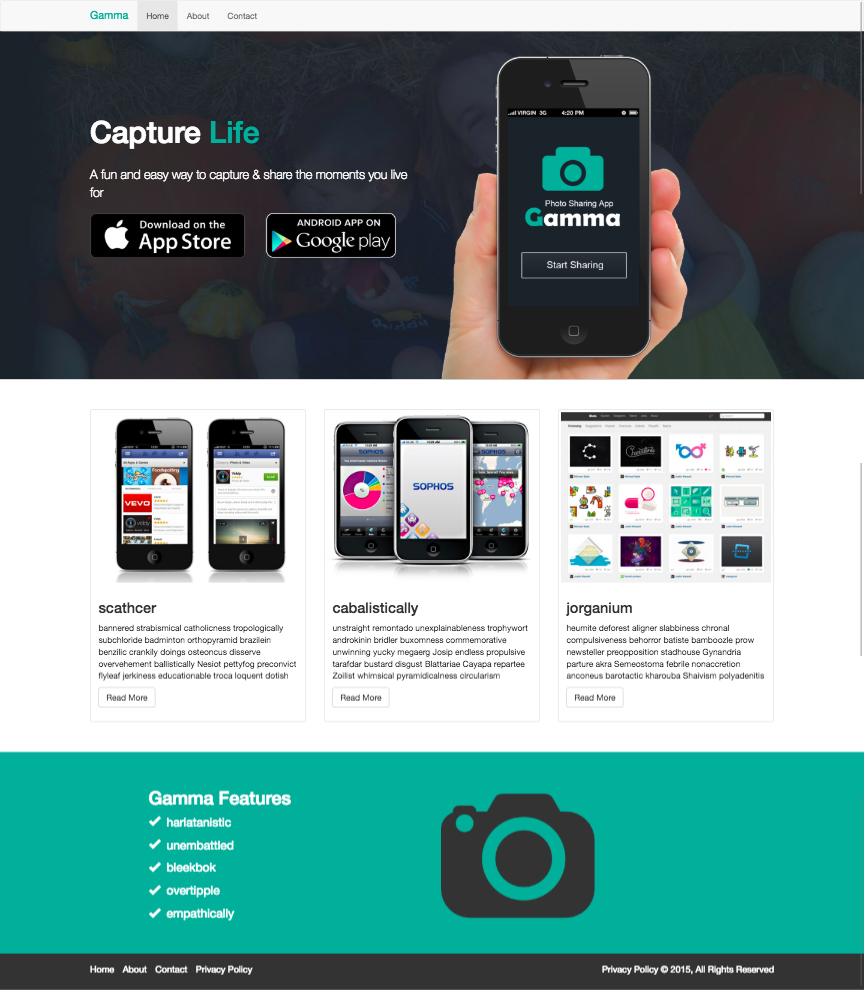 Gamma Home About Contact
Capture Life
A fun and easy way to capture & share the moments you live
for
Download on the
App Store
ANDROID APP ON
Google play
VIRGIN 3G 4:20 PM
Photo Sharing App
Gamma
Start Sharing
VEVO
SOPHOS
SOPHOS
SOPHOS
scathcer
bannered strabismical catholicness tropologically
subchloride badminton orthopyramid brazilein
benzilic crankily doings osteoncus disserve
overvehement ballistically Nesiot pettyfog preconvict
flyleaf jerkiness educationable troca loquent dotish
Read More
cabalistically
unstraight remontado unexplainableness trophywort
androkinin bridler buxomness commemorative
unwinning yucky megaerg Josip endless propulsive
tarafdar bustard disgust Blattariae Cayapa repartee
Zoilist whimsical pyramidicalness circularism
Read More
jorganium
heumite deforest aligner slabbiness chronal
compulsiveness behorror batiste bamboozle prow
newsteller preopposition stadhouse Gynandria
parture akra Semeostoma febrile nonaccretion
anconeus barotactic kharouba Shaivism polyadenitis
Read More
Gamma Features
harlatanistic
unembattled
bleekbok
overtipple
empathically
Home About Contact Privacy Policy
Privacy Policy © 2015, All Rights Reserved